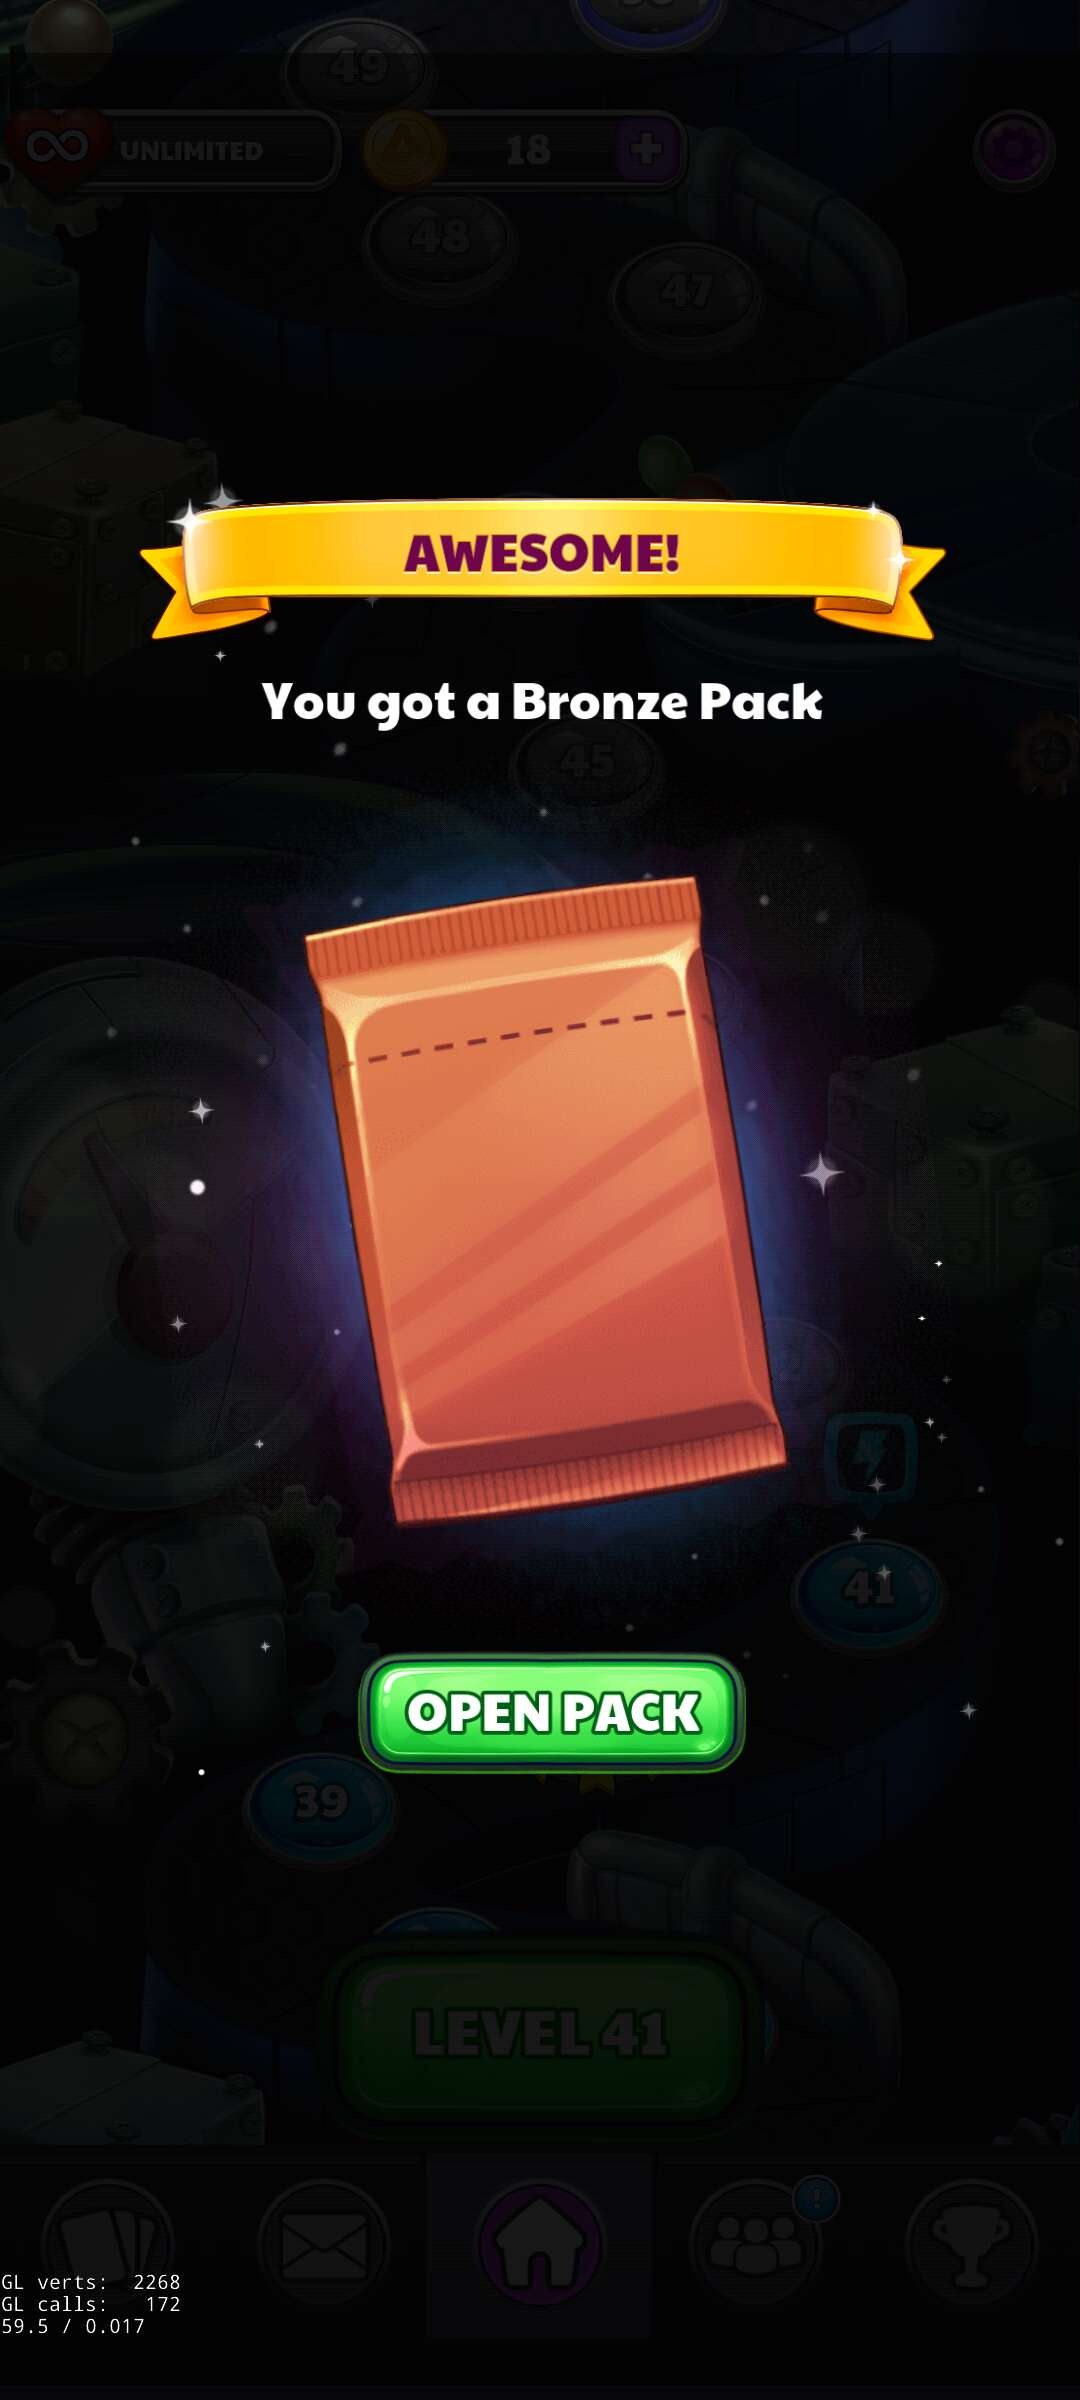 49
UNLIMITED
18
48
47
AWESOME!
You got a Bronze Pack
45
41
OPEN PACK
39
LEVEL 41
!
GL verts: 2268
GL calls: 172
59.5 / 0.017